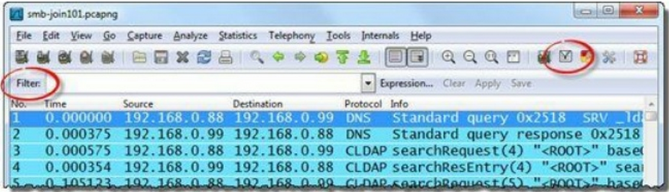 smb-join101.pcapng
File Edit View Go Capture Analyze Statistics Telephony Tools Internals Help
Filter: Expression... Clear Apply Save
No. Time Source Destination Protocol Info
1 0.000000 192.168.0.88 192.168.0.99 DNS Standard query 0x2518 SRV _lda
2 0.000375 192.168.0.99 192.168.0.88 DNS Standard query response 0x2518
3 0.000575 192.168.0.88 192.168.0.99 CLDAP searchRequest(4) "<ROOT>" base
4 0.000354 192.168.0.99 192.168.0.88 CLDAP searchResEntry(4) "<ROOT>" sear
5 0.105123 192.168.0.88 192.168.0.99 CLDAP searchRequest(5) "<ROOT>" base